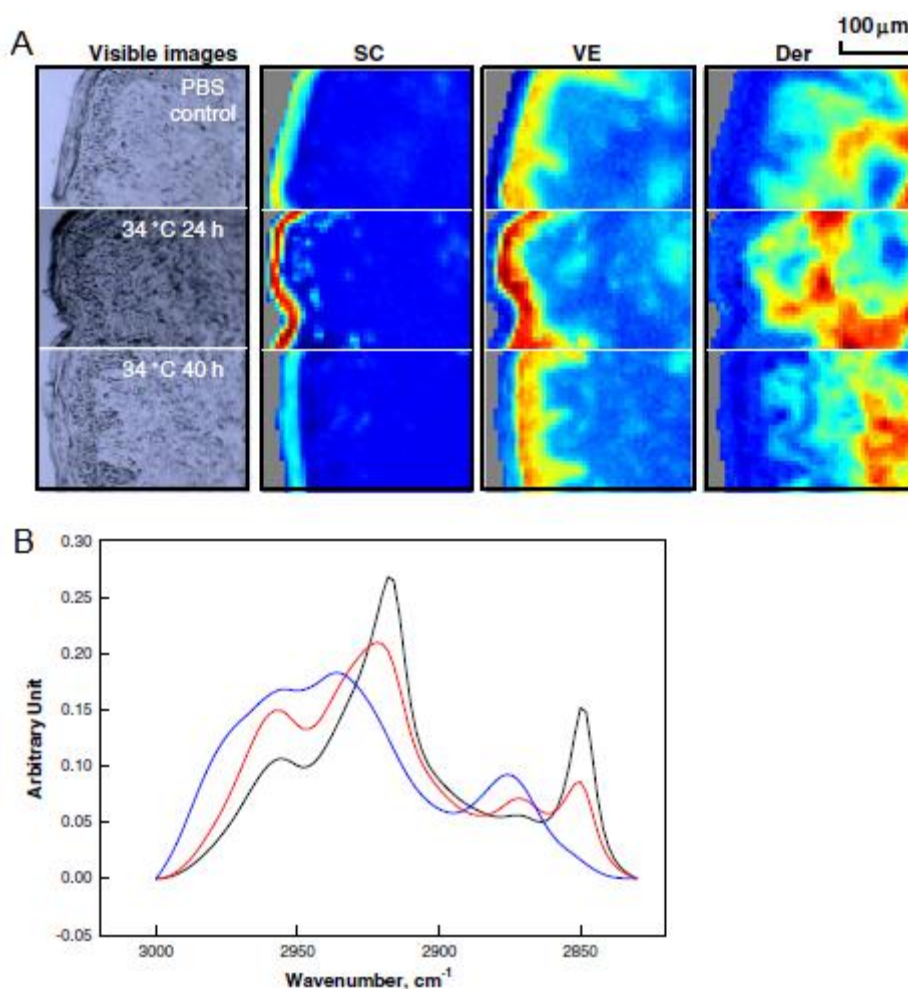 A
Visible images
SC
VE
Der
100 μm
PBS
control
34 °C 24 h
34 °C 40 h
B
0.30
0.25
0.20
0.15
0.10
0.05
0.00
-0.05
Arbitrary Unit
3000
2950
2900
2850
Wavenumber, cm-1